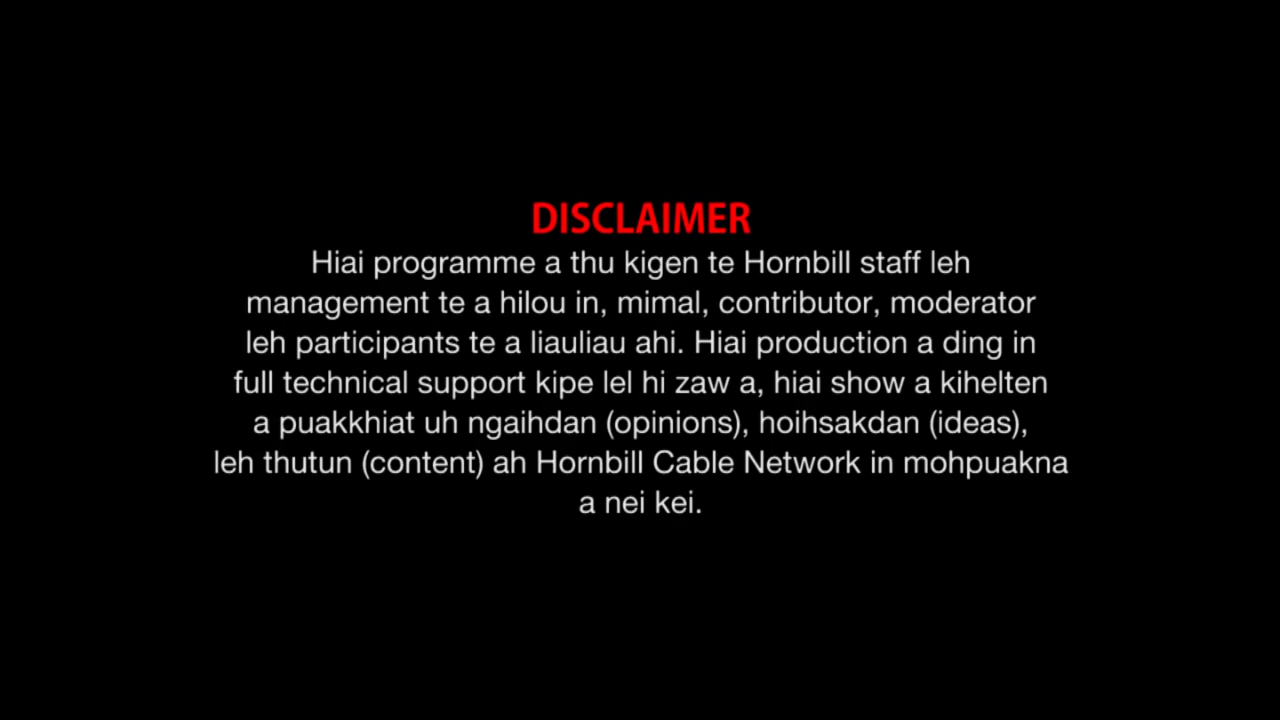 DISCLAIMER
Hiai programme a thu kigen te Hornbill staff leh
management te a hilou in, mimal, contributor, moderator
leh participants te a liauliau ahi. Hiai production a ding in
full technical support kipe lel hi zaw a, hiai show a kihelten
a puakkhiat uh ngaihdan (opinions), hoihsakdan (ideas),
leh thutun (content) ah Hornbill Cable Network in mohpuakna
a nei kei.